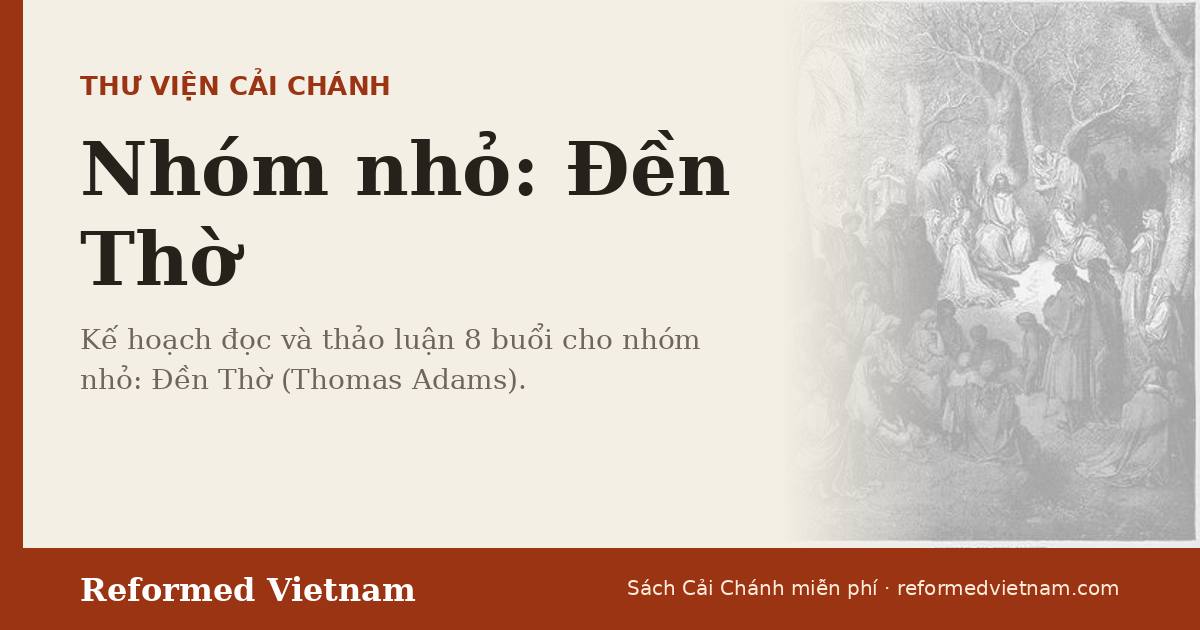 THƯ VIỆN CẢI CHÁNH
Nhóm nhỏ: Đền
Thờ
Kế hoạch đọc và thảo luận 8 buổi cho nhóm
nhỏ: Đền Thờ (Thomas Adams).
Reformed Vietnam
Sách Cải Chánh miễn phí · reformedvietnam.com